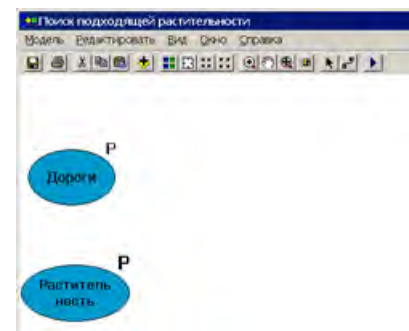 Поиск подходящей растительности
Модель Редактировать Вид Окно Справка
P
Дороги
P
Раститель
ность